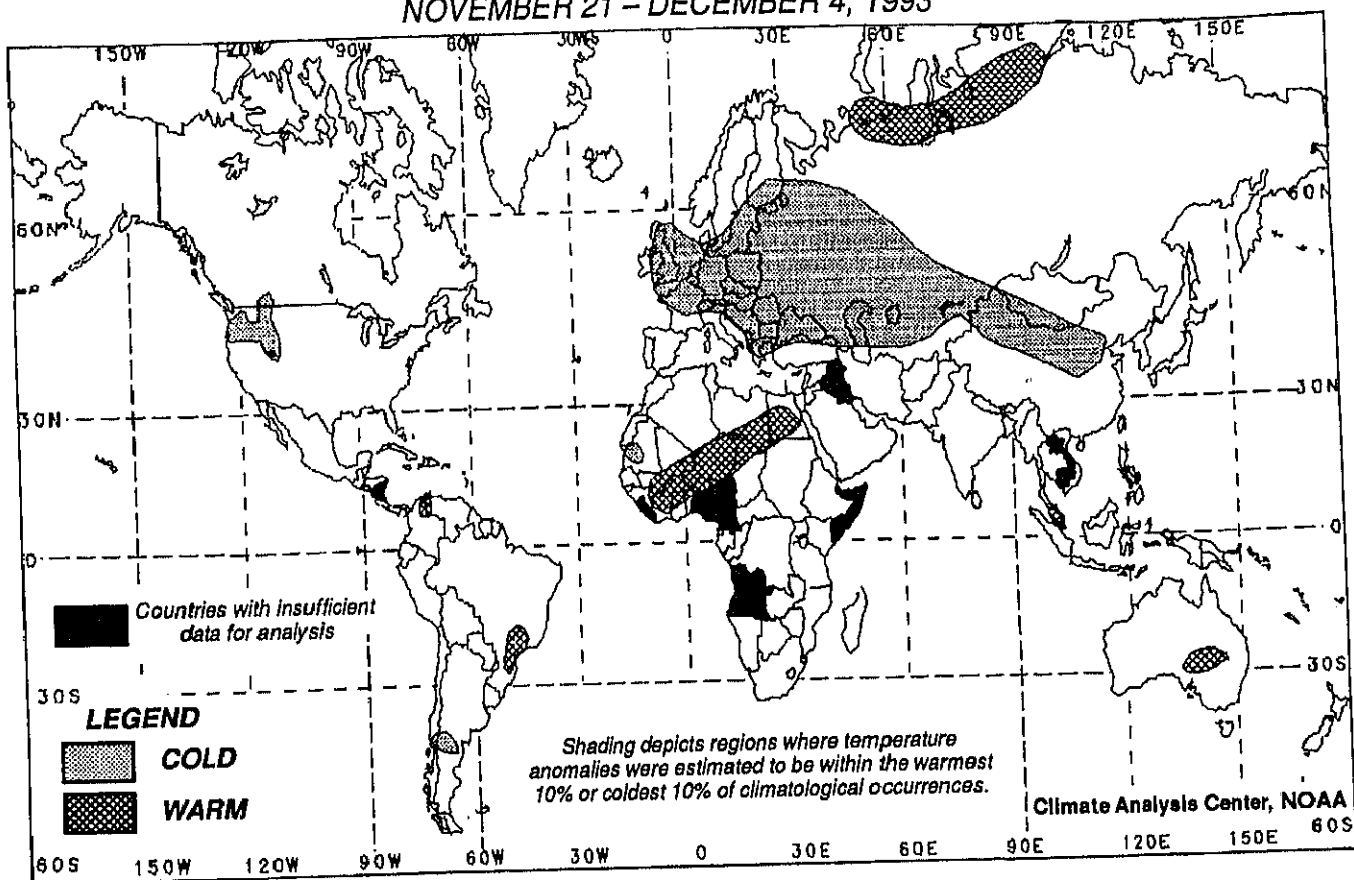 NOVEMBER 21 – DECEMBER 4, 1993
150W 120W 90W 60W 30W 0 30E 60E 90E 120E 150E
60N 60N
30N 30N
0 0
Countries with insufficient
data for analysis
30S 30S
LEGEND
COLD
WARM
Shading depicts regions where temperature
anomalies were estimated to be within the warmest
10% or coldest 10% of climatological occurrences.
Climate Analysis Center, NOAA
60S 60S
150W 120W 90W 60W 30W 0 30E 60E 90E 120E 150E